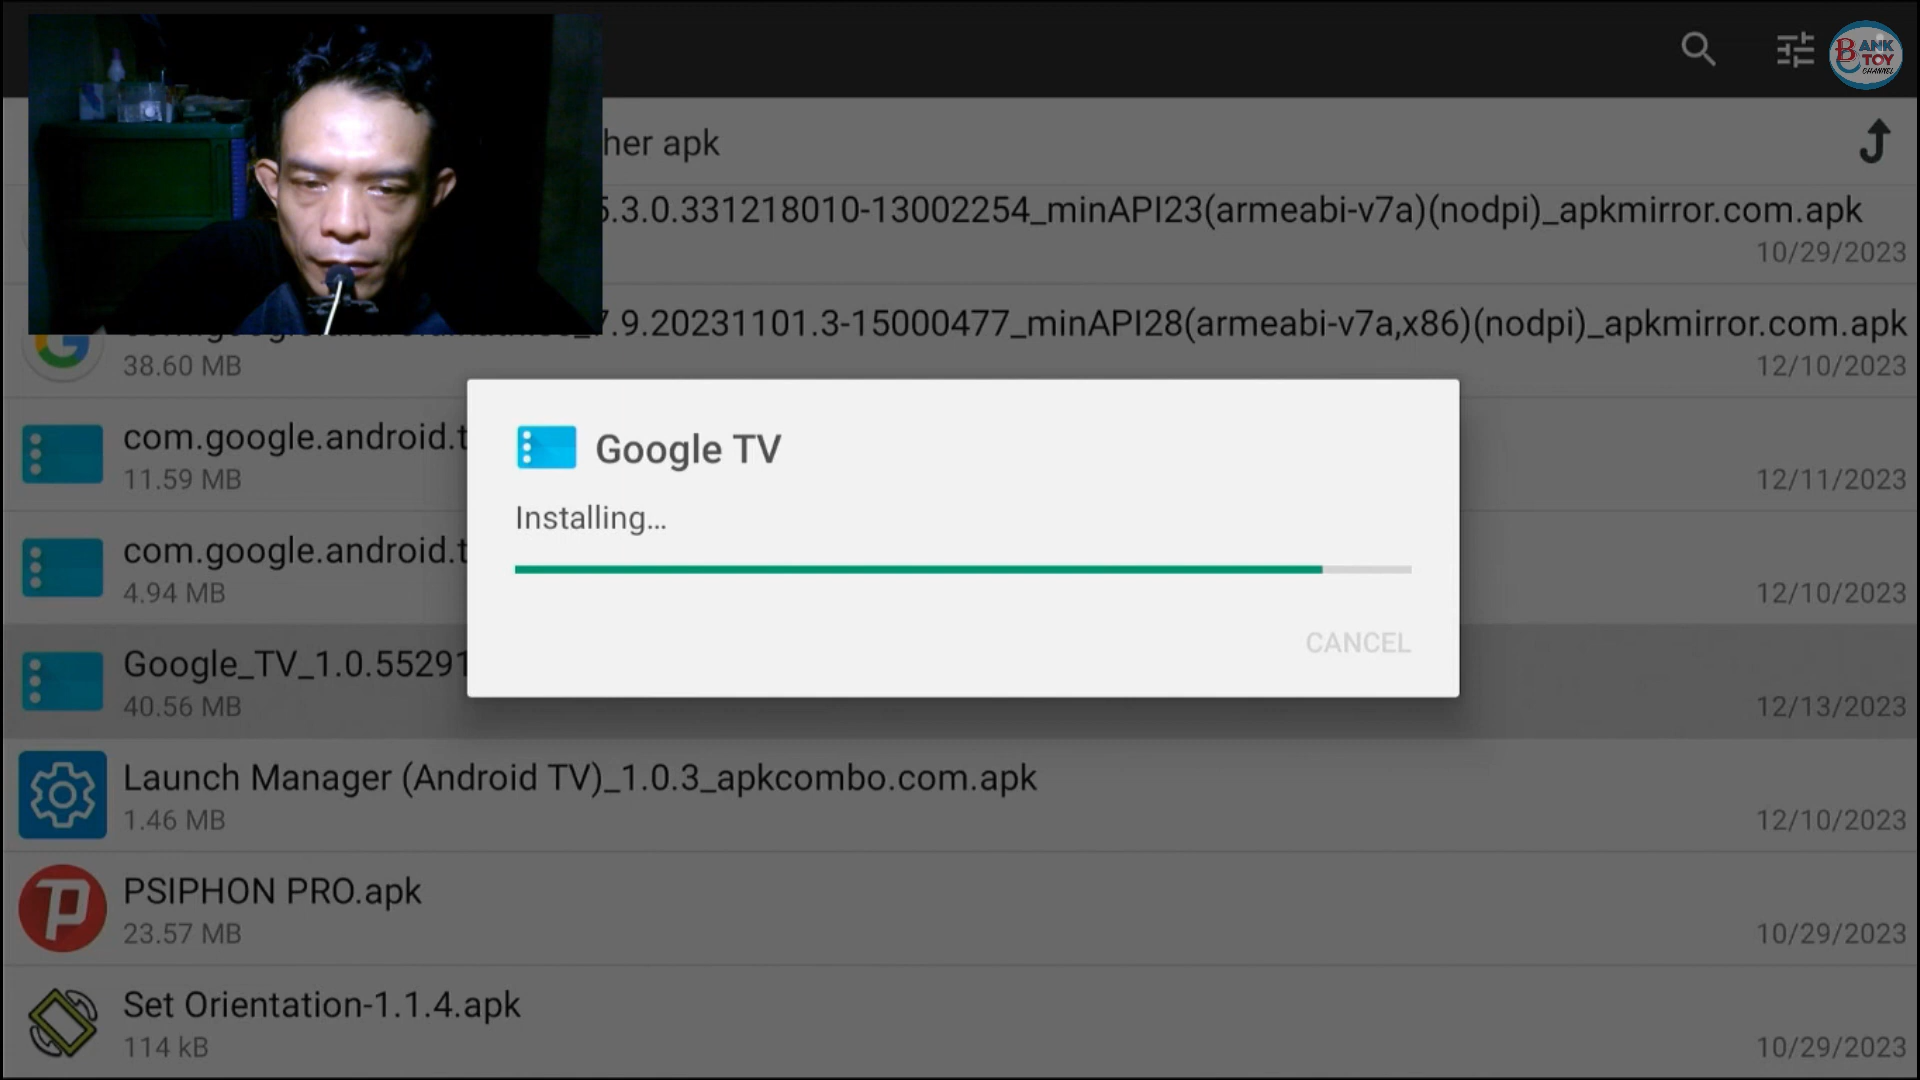 BANK
TOY
CHANNEL
her apk
5.3.0.331218010-13002254_minAPI23(armeabi-v7a)(nodpi)_apkmirror.com.apk
10/29/2023
7.9.20231101.3-15000477_minAPI28(armeabi-v7a,x86)(nodpi)_apkmirror.com.apk
38.60 MB
12/10/2023
com.google.android.t
11.59 MB
12/11/2023
com.google.android.t
4.94 MB
12/10/2023
Google_TV_1.0.55291
40.56 MB
12/13/2023
Google TV
Installing...
CANCEL
Launch Manager (Android TV)_1.0.3_apkcombo.com.apk
1.46 MB
12/10/2023
PSIPHON PRO.apk
23.57 MB
10/29/2023
Set Orientation-1.1.4.apk
114 kB
10/29/2023